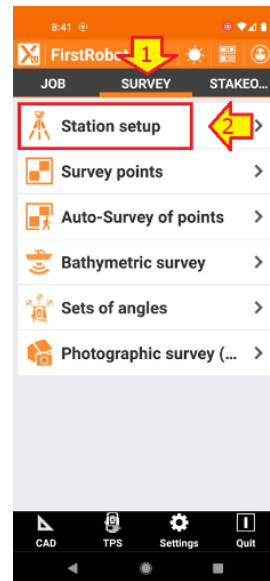 8:41
FirstRobot
1
JOB SURVEY STAKEO...
Station setup
2
Survey points
Auto-Survey of points
Bathymetric survey
Sets of angles
Photographic survey (...
CAD TPS Settings Quit